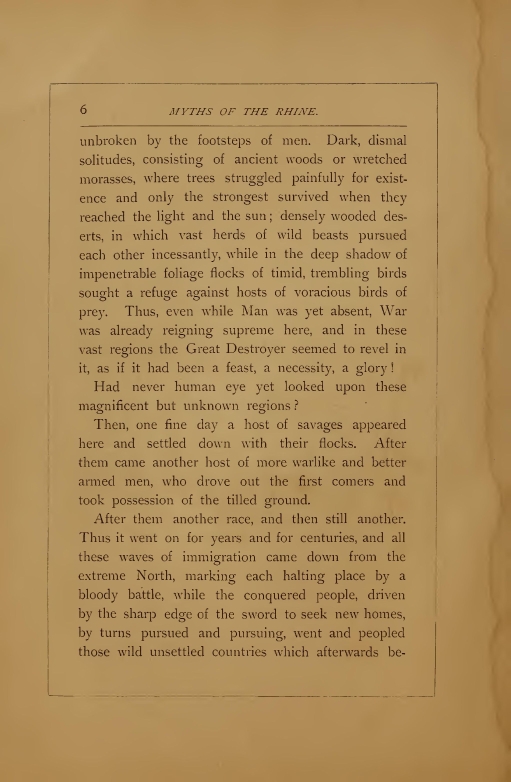 6 MYTHS OF THE RHINE.
unbroken by the footsteps of men. Dark, dismal
solitudes, consisting of ancient woods or wretched
morasses, where trees struggled painfully for exist-
ence and only the strongest survived when they
reached the light and the sun; densely wooded des-
erts, in which vast herds of wild beasts pursued
each other incessantly, while in the deep shadow of
impenetrable foliage flocks of timid, trembling birds
sought a refuge against hosts of voracious birds of
prey. Thus, even while Man was yet absent, War
was already reigning supreme here, and in these
vast regions the Great Destroyer seemed to revel in
it, as if it had been a feast, a necessity, a glory!
Had never human eye yet looked upon these
magnificent but unknown regions?
Then, one fine day a host of savages appeared
here and settled down with their flocks. After
them came another host of more warlike and better
armed men, who drove out the first comers and
took possession of the tilled ground.
After them another race, and then still another.
Thus it went on for years and for centuries, and all
these waves of immigration came down from the
extreme North, marking each halting place by a
bloody battle, while the conquered people, driven
by the sharp edge of the sword to seek new homes,
by turns pursued and pursuing, went and peopled
those wild unsettled countries which afterwards be-